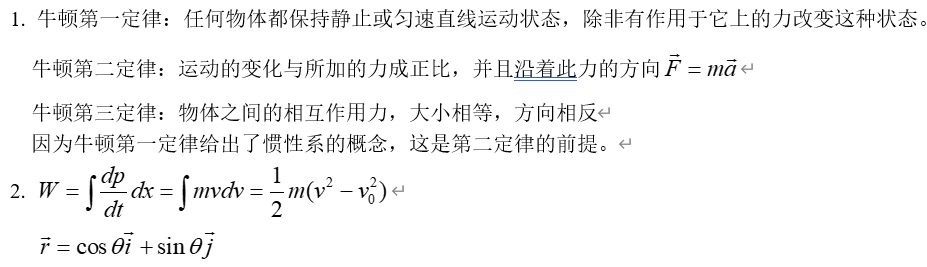 1. 牛顿第一定律：任何物体都保持静止或匀速直线运动状态，除非有作用于它上的力改变这种状态。
牛顿第二定律：运动的变化与所加的力成正比，并且沿着此力的方向 $\vec{F} = m\vec{a}$ ↵
牛顿第三定律：物体之间的相互作用力，大小相等，方向相反↵
因为牛顿第一定律给出了惯性系的概念，这是第二定律的前提。↵
2. $W = \int \frac{dp}{dt} dx = \int mvdv = \frac{1}{2} m(v^2 - v_0^2)$ ↵
$\vec{r} = \cos\theta \vec{i} + \sin\theta \vec{j}$